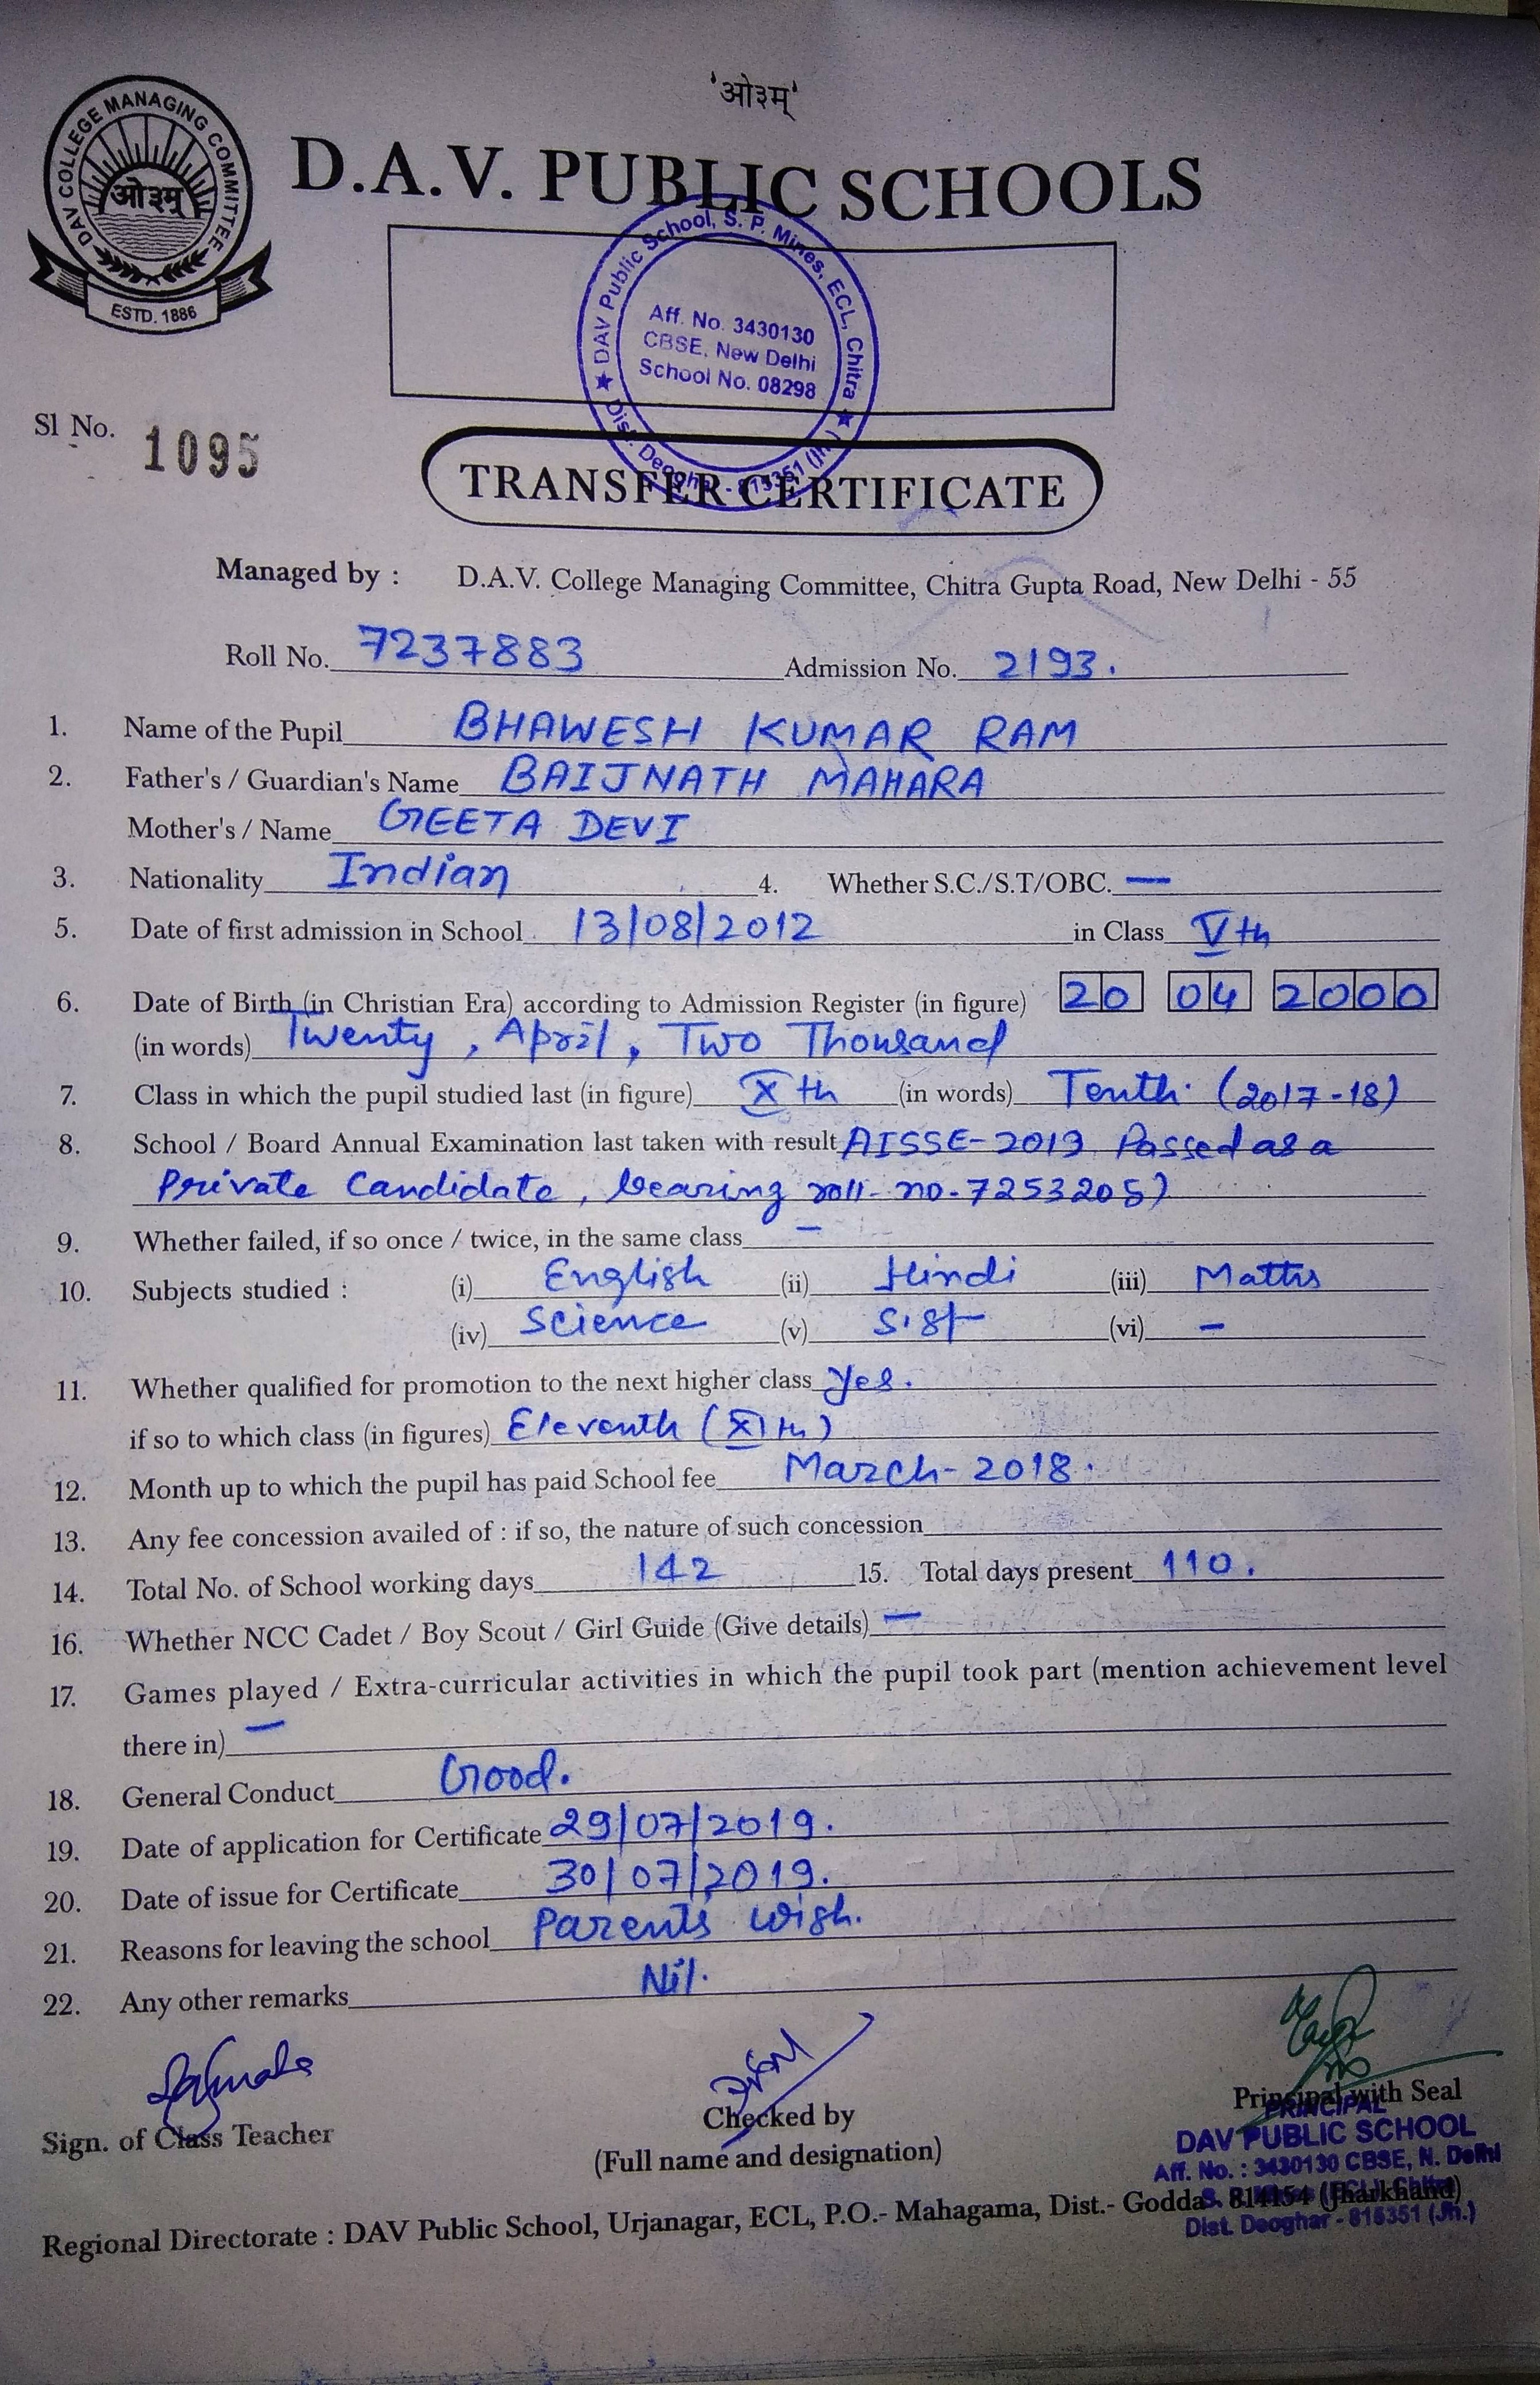 'ओ३म्'
DAV COLLEGE MANAGING COMMITTEE
ओ३म्
ESTD. 1886
D.A.V. PUBLIC SCHOOLS
DAV Public School, S. P. Mines, ECL, Chitra
Aff. No. 3430130
CBSE, New Delhi
School No. 08298
Dist. Deoghar - 815351 (Jh.)
Sl No. 1095
TRANSFER CERTIFICATE
Managed by : D.A.V. College Managing Committee, Chitra Gupta Road, New Delhi - 55
Roll No. 7237883 Admission No. 2193.
1. Name of the Pupil BHAWESH KUMAR RAM
2. Father's / Guardian's Name BAIJNATH MAHARA
Mother's / Name GEETA DEVI
3. Nationality Indian 4. Whether S.C./S.T/OBC. —
5. Date of first admission in School 13/08/2012 in Class Vth
6. Date of Birth (in Christian Era) according to Admission Register (in figure) 20 04 2000
(in words) Twenty, April, Two Thousand
7. Class in which the pupil studied last (in figure) Xth (in words) Tenth (2017-18)
8. School / Board Annual Examination last taken with result AISSE-2019 Passed as a
Private Candidate, bearing roll-no-7253205)
9. Whether failed, if so once / twice, in the same class —
10. Subjects studied : (i) English (ii) Hindi (iii) Maths
(iv) Science (v) S.St (vi) —
11. Whether qualified for promotion to the next higher class Yes.
if so to which class (in figures) Eleventh (XIth)
12. Month up to which the pupil has paid School fee March-2018.
13. Any fee concession availed of : if so, the nature of such concession
14. Total No. of School working days 142 15. Total days present 110.
16. Whether NCC Cadet / Boy Scout / Girl Guide (Give details) —
17. Games played / Extra-curricular activities in which the pupil took part (mention achievement level
there in) —
18. General Conduct Good.
19. Date of application for Certificate 29/07/2019.
20. Date of issue for Certificate 30/07/2019.
21. Reasons for leaving the school Parents Wish.
22. Any other remarks Nil.
Sign. of Class Teacher
Checked by
(Full name and designation)
Principal with Seal
PRINCIPAL
DAV PUBLIC SCHOOL
Aff. No. : 3430130 CBSE, N. Delhi
Dist. Deoghar - 815351 (Jh.)
Regional Directorate : DAV Public School, Urjanagar, ECL, P.O.- Mahagama, Dist.- Godda - 814154 (Jharkhand)